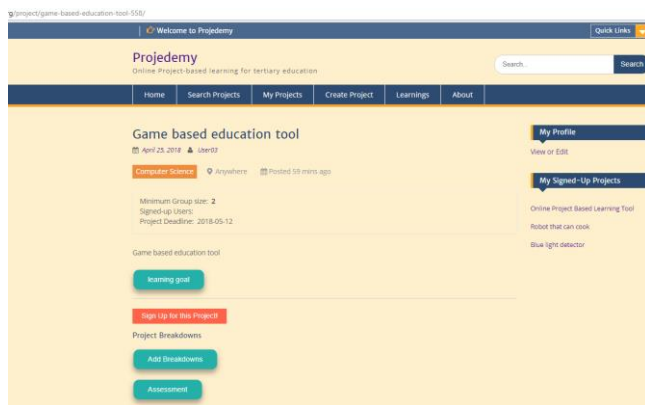 g/project/game-based-education-tool-550/
Welcome to Projedemy
Quick Links
Projedemy
Online Project-based learning for tertiary education
Search..
Search
Home
Search Projects
My Projects
Create Project
Learnings
About
Game based education tool
April 25, 2018
User03
Computer Science
Anywhere
Posted 59 mins ago
Minimum Group size: 2
Signed-up Users:
Project Deadline: 2018-05-12
Game based education tool
learning goal
Sign Up for this Project!
Project Breakdowns
Add Breakdowns
Assessment
My Profile
View or Edit
My Signed-Up Projects
Online Project Based Learning Tool
Robot that can cook
Blue light detector